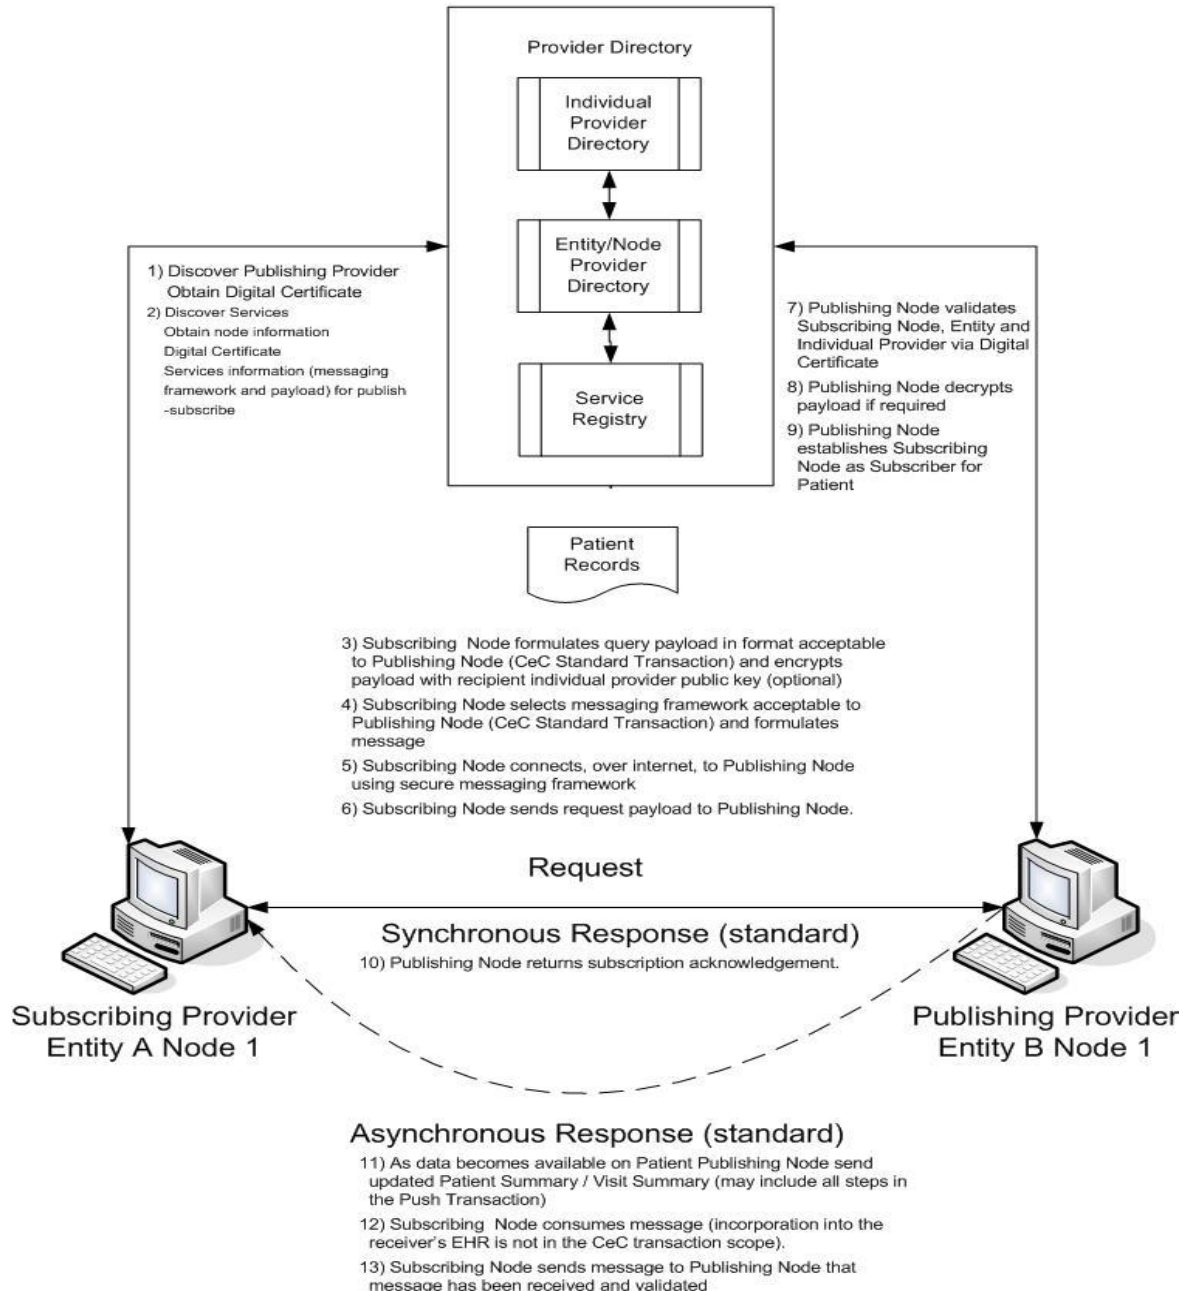 Provider Directory
Individual
Provider
Directory
Entity/Node
Provider
Directory
Service
Registry
1) Discover Publishing Provider
Obtain Digital Certificate
2) Discover Services
Obtain node information
Digital Certificate
Services information (messaging
framework and payload) for publish
-subscribe
7) Publishing Node validates
Subscribing Node, Entity and
Individual Provider via Digital
Certificate
8) Publishing Node decrypts
payload if required
9) Publishing Node
establishes Subscribing
Node as Subscriber for
Patient
Patient
Records
3) Subscribing Node formulates query payload in format acceptable
to Publishing Node (CeC Standard Transaction) and encrypts
payload with recipient individual provider public key (optional)
4) Subscribing Node selects messaging framework acceptable to
Publishing Node (CeC Standard Transaction) and formulates
message
5) Subscribing Node connects, over internet, to Publishing Node
using secure messaging framework
6) Subscribing Node sends request payload to Publishing Node.
Request
Synchronous Response (standard)
10) Publishing Node returns subscription acknowledgement.
Subscribing Provider
Entity A Node 1
Publishing Provider
Entity B Node 1
Asynchronous Response (standard)
11) As data becomes available on Patient Publishing Node send
updated Patient Summary / Visit Summary (may include all steps in
the Push Transaction)
12) Subscribing Node consumes message (incorporation into the
receiver's EHR is not in the CeC transaction scope).
13) Subscribing Node sends message to Publishing Node that
message has been received and validated